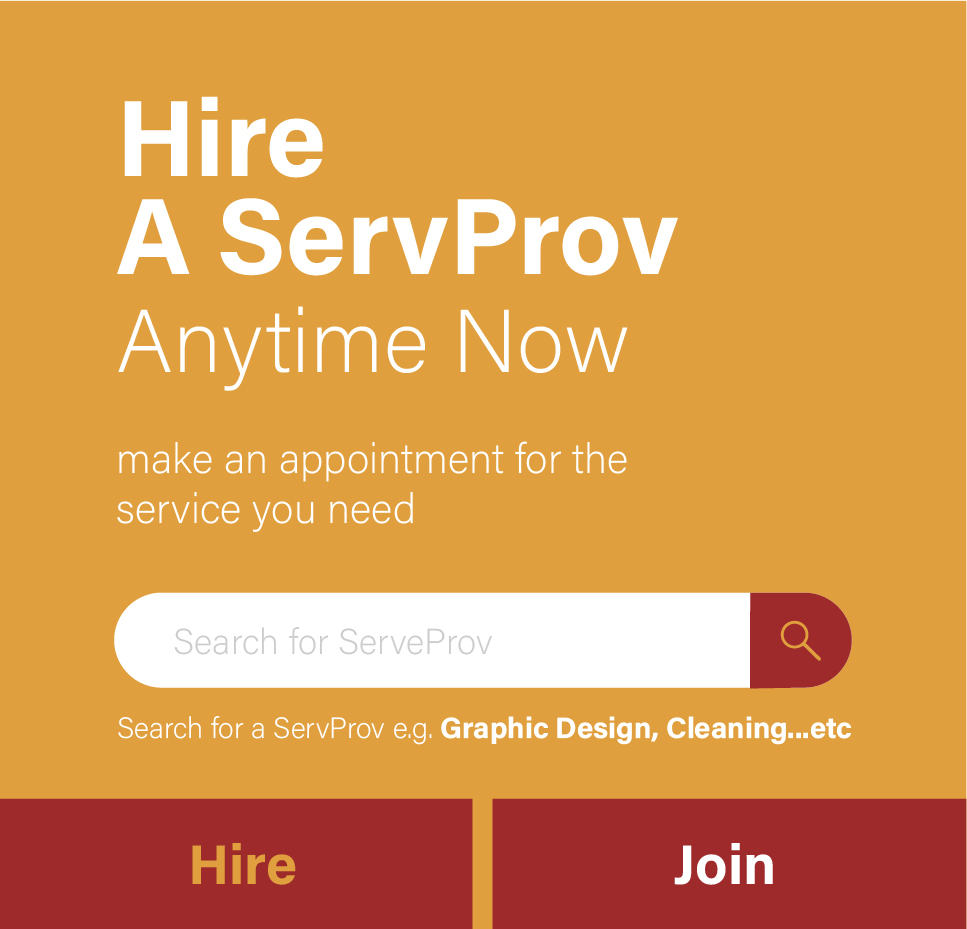 Hire
A ServProv
Anytime Now
make an appointment for the
service you need
Search for ServeProv
Search for a ServProv e.g. Graphic Design, Cleaning...etc
Hire
Join